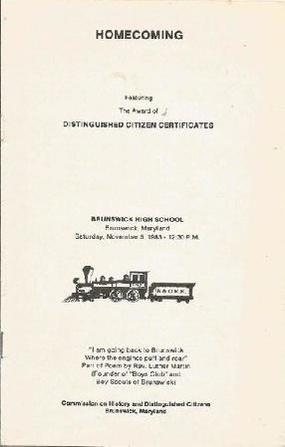 HOMECOMING
Featuring
The Award of
DISTINGUISHED CITIZEN CERTIFICATES
BRUNSWICK HIGH SCHOOL
Brunswick, Maryland
Saturday, November 5, 1983 - 12:30 P.M.
"I am going back to Brunswick
Where the engines puff and roar"
Part of Poem by Rev. Luther Martin
(Founder of "Boys Club" and
Boy Scouts of Brunswick)
Commission on History and Distinguished Citizens
Brunswick, Maryland